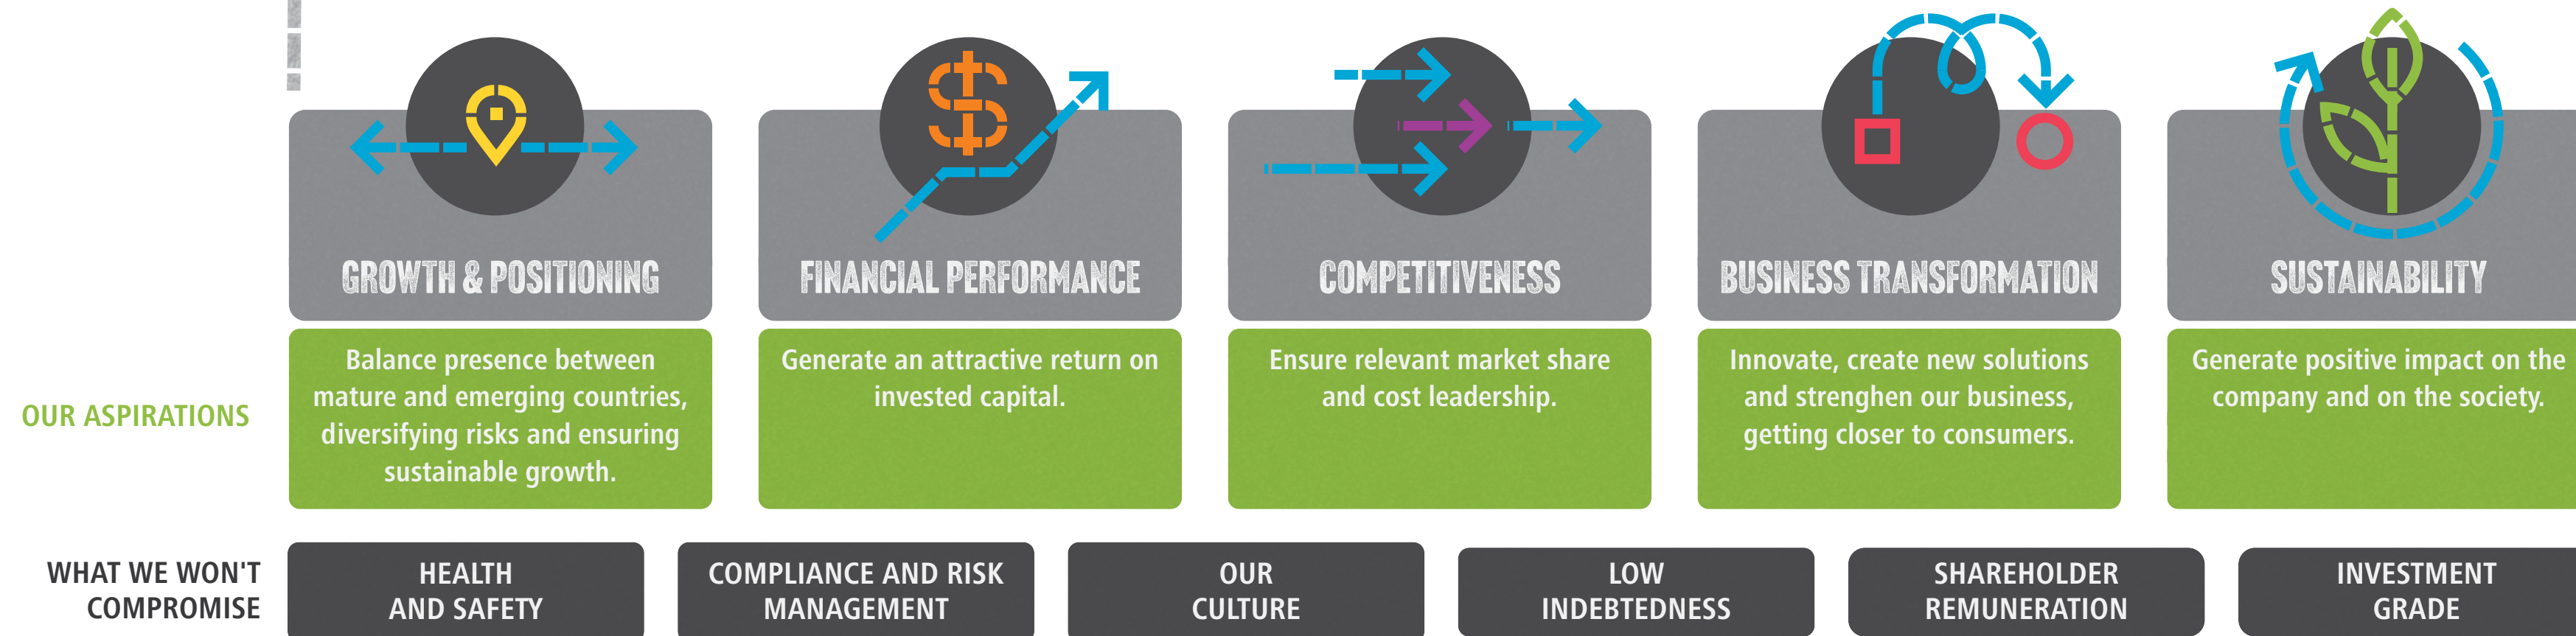 GROWTH & POSITIONING
FINANCIAL PERFORMANCE
COMPETITIVENESS
BUSINESS TRANSFORMATION
SUSTAINABILITY
OUR ASPIRATIONS
Balance presence between
mature and emerging countries,
diversifying risks and ensuring
sustainable growth.
Generate an attractive return on
invested capital.
Ensure relevant market share
and cost leadership.
Innovate, create new solutions
and strenghen our business,
getting closer to consumers.
Generate positive impact on the
company and on the society.
WHAT WE WON'T
COMPROMISE
HEALTH
AND SAFETY
COMPLIANCE AND RISK
MANAGEMENT
OUR
CULTURE
LOW
INDEBTEDNESS
SHAREHOLDER
REMUNERATION
INVESTMENT
GRADE